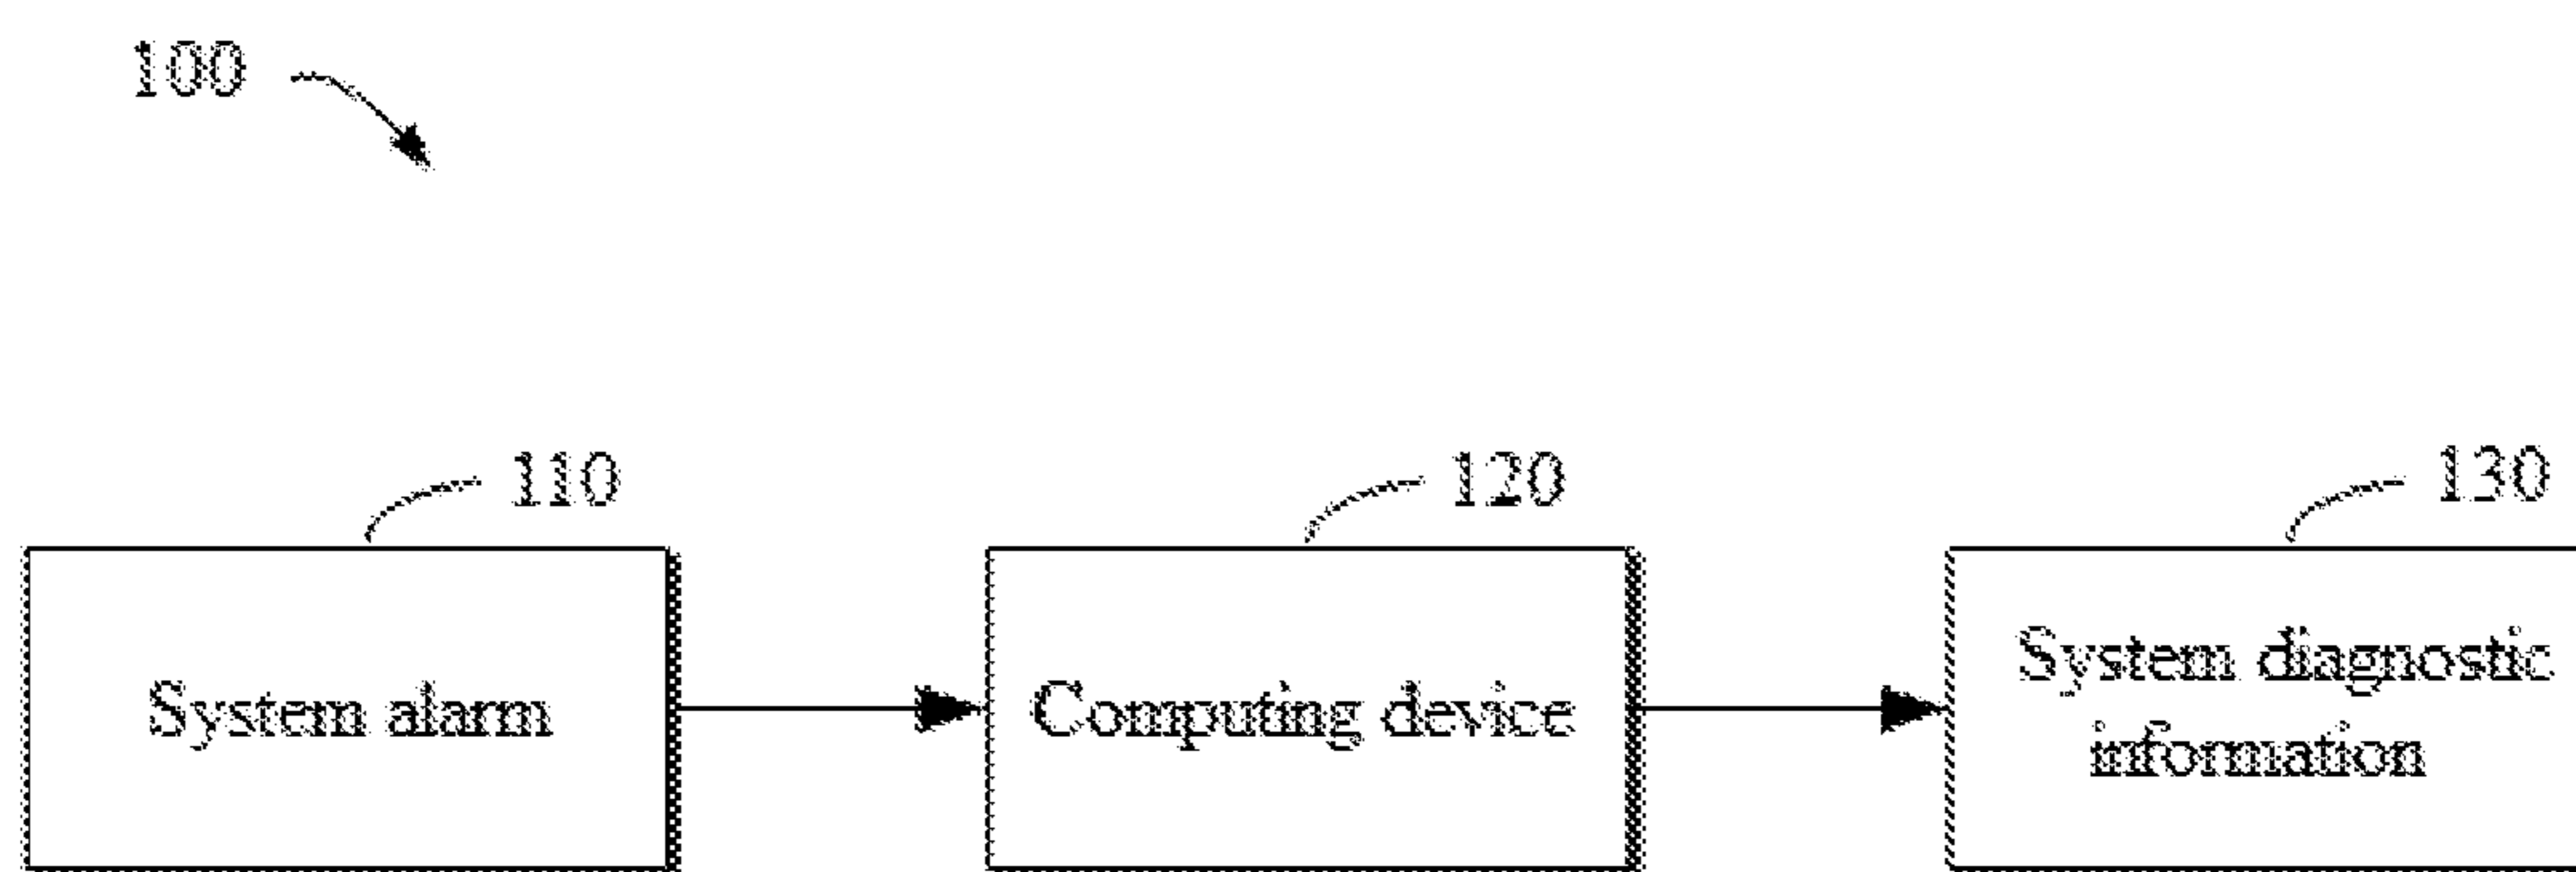 100
110
120
130
System alarm
Computing device
System diagnostic
information